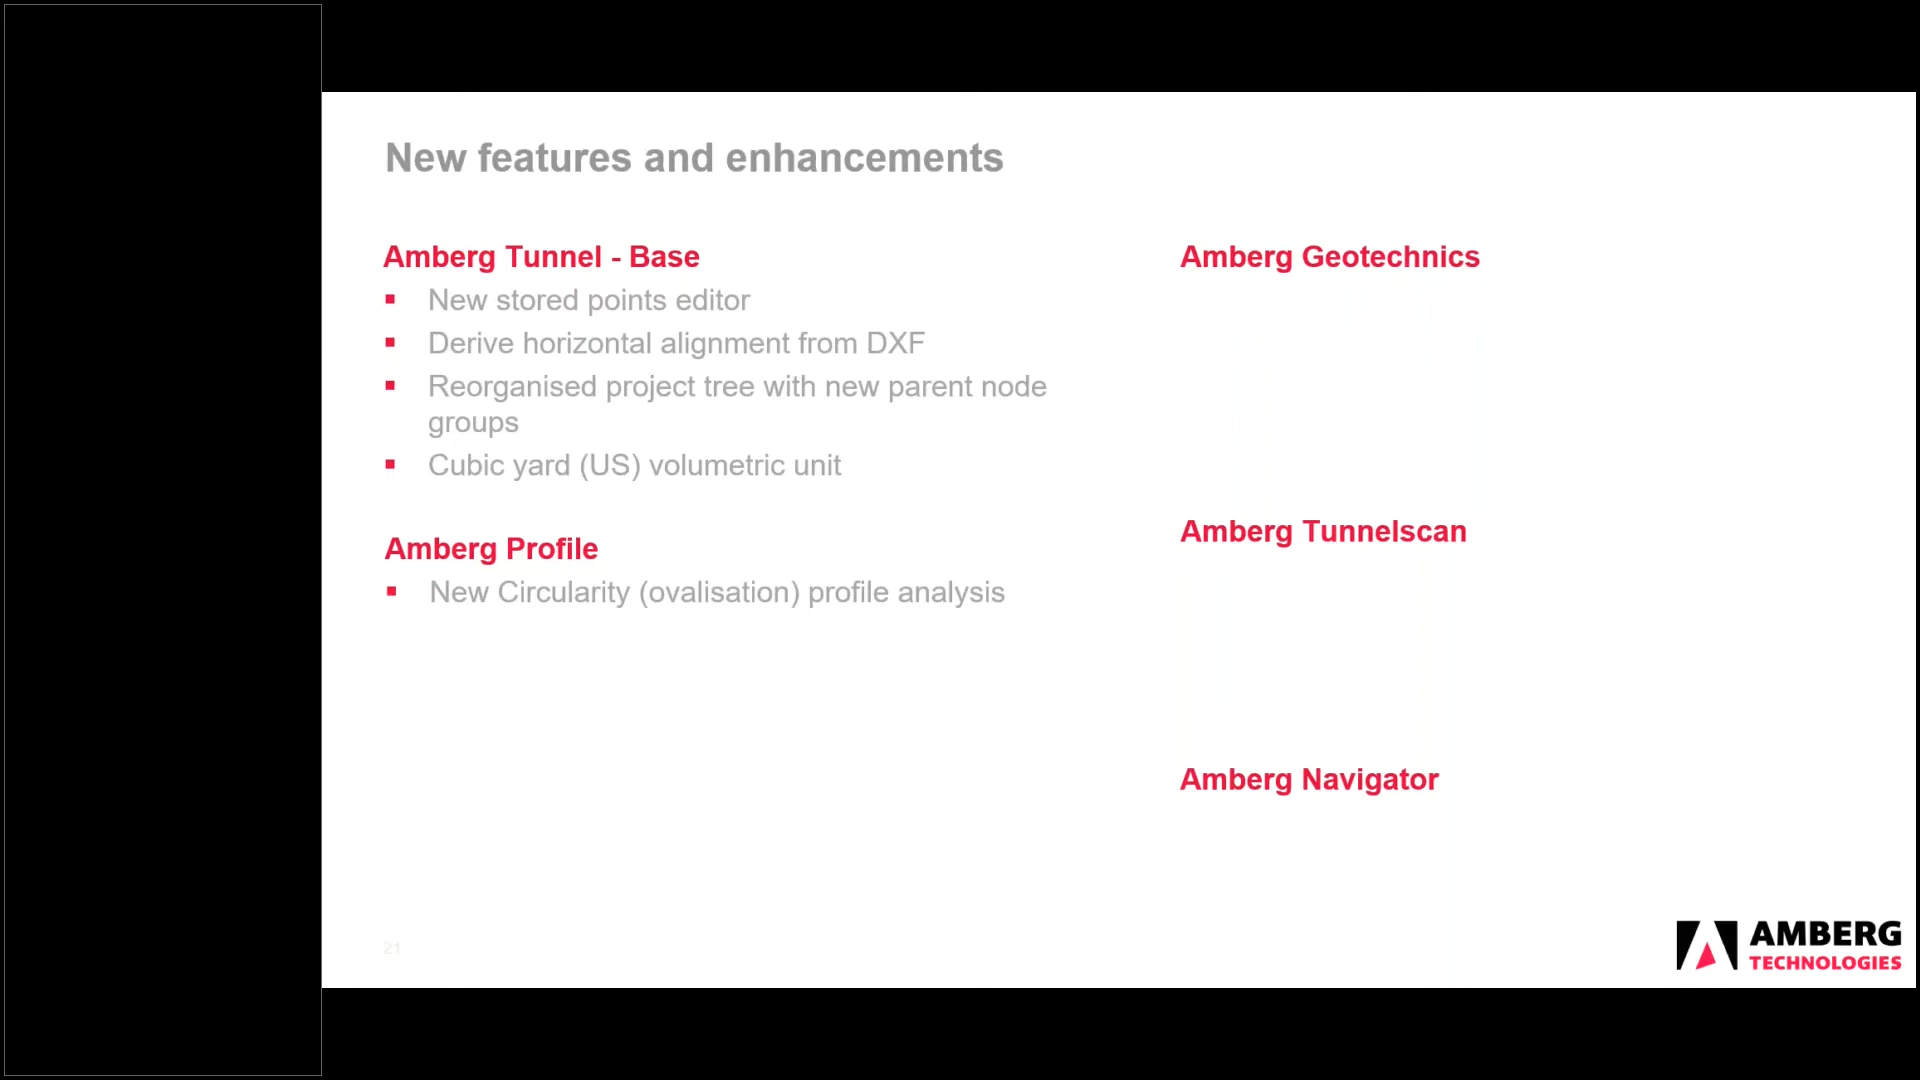 New features and enhancements
Amberg Tunnel - Base
▪ New stored points editor
▪ Derive horizontal alignment from DXF
▪ Reorganised project tree with new parent node
groups
▪ Cubic yard (US) volumetric unit
Amberg Profile
▪ New Circularity (ovalisation) profile analysis
Amberg Geotechnics
Amberg Tunnelscan
Amberg Navigator
21
AMBERG
TECHNOLOGIES